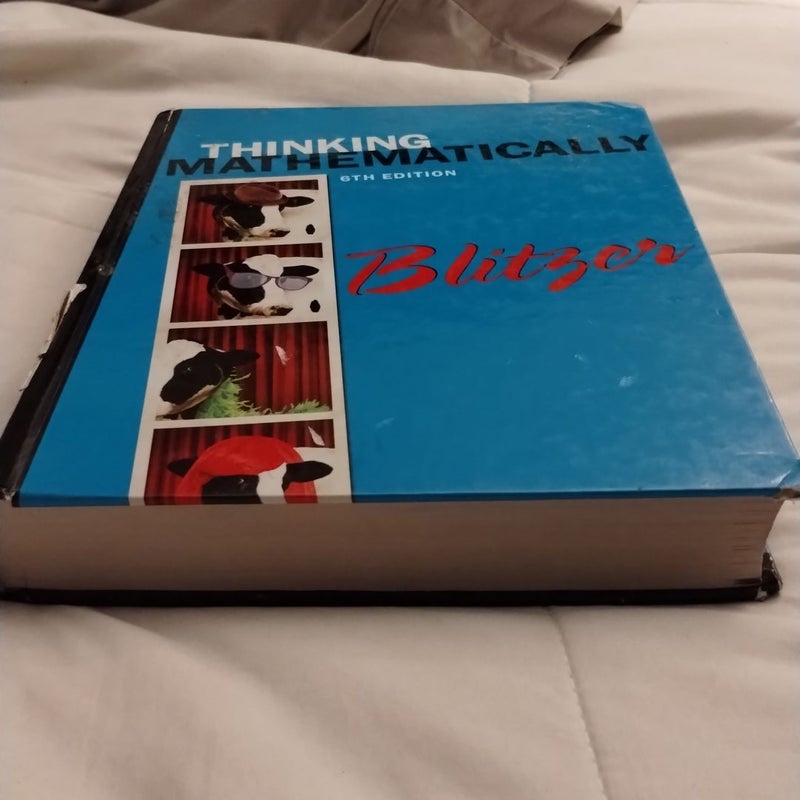 THINKING
MATHEMATICALLY
6TH EDITION
Blitzer